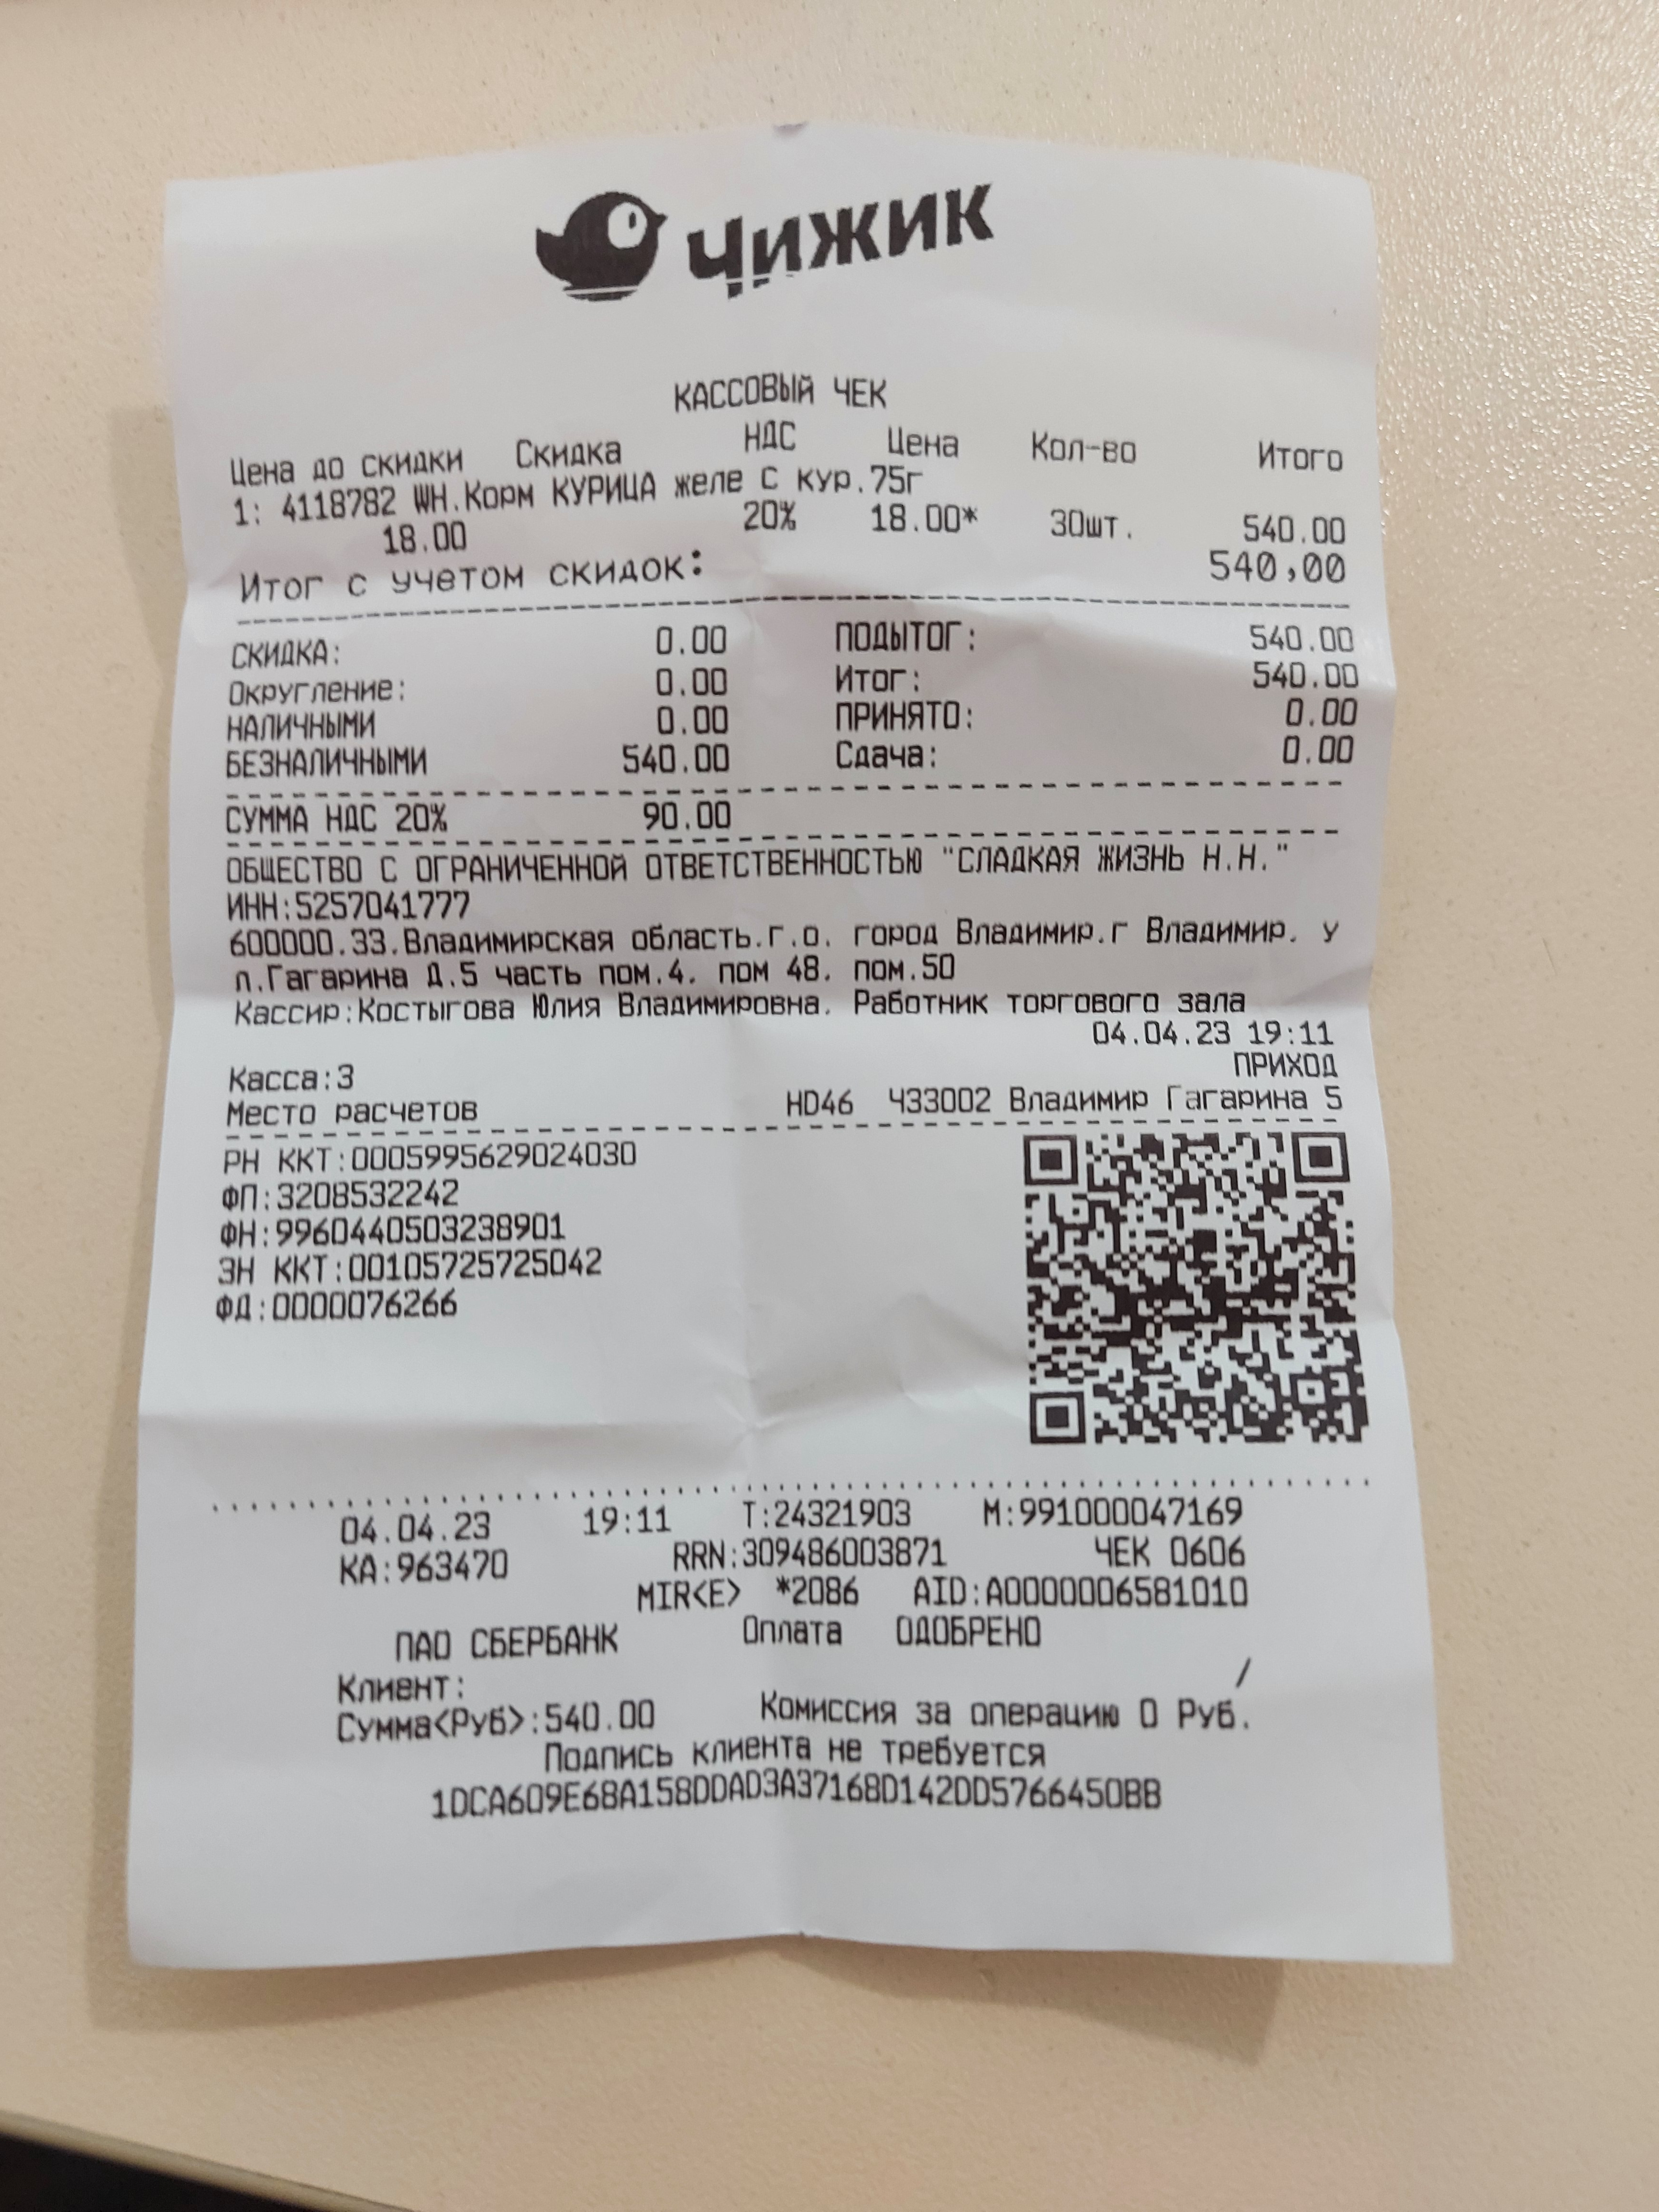 чижик
КАССОВЫЙ ЧЕК
Цена до скидки Скидка НДС Цена Кол-во Итого
1: 4118782 WH.Корм КУРИЦА желе С кур.75г
18.00 20% 18.00* 30шт. 540.00
Итог с учетом скидок: 540,00
СКИДКА: 0.00 ПОДЫТОГ: 540.00
Округление: 0.00 Итог: 540.00
НАЛИЧНЫМИ 0.00 ПРИНЯТО: 0.00
БЕЗНАЛИЧНЫМИ 540.00 Сдача: 0.00
СУММА НДС 20% 90.00
ОБЩЕСТВО С ОГРАНИЧЕННОЙ ОТВЕТСТВЕННОСТЬЮ "СЛАДКАЯ ЖИЗНЬ Н.Н."
ИНН:5257041777
600000.33.Владимирская область.г.о. город Владимир.г Владимир. у
л.Гагарина Д.5 часть пом.4. пом 48. пом.50
Кассир:Костыгова Юлия Владимировна. Работник торгового зала
04.04.23 19:11
Касса:3 ПРИХОД
Место расчетов HD46 Ч33002 Владимир Гагарина 5
РН ККТ:0005995629024030
ФП:3208532242
ФН:9960440503238901
ЗН ККТ:00105725725042
ФД:0000076266
04.04.23 19:11 Т:24321903 М:991000047169
КА:963470 RRN:309486003871 ЧЕК 0606
MIR<E> *2086 AID:A0000006581010
ПАО СБЕРБАНК Оплата ОДОБРЕНО
Клиент: /
Сумма<Руб>:540.00 Комиссия за операцию 0 Руб.
Подпись клиента не требуется
1DCA609E68A158DDAD3A37168D142DD5766450BB